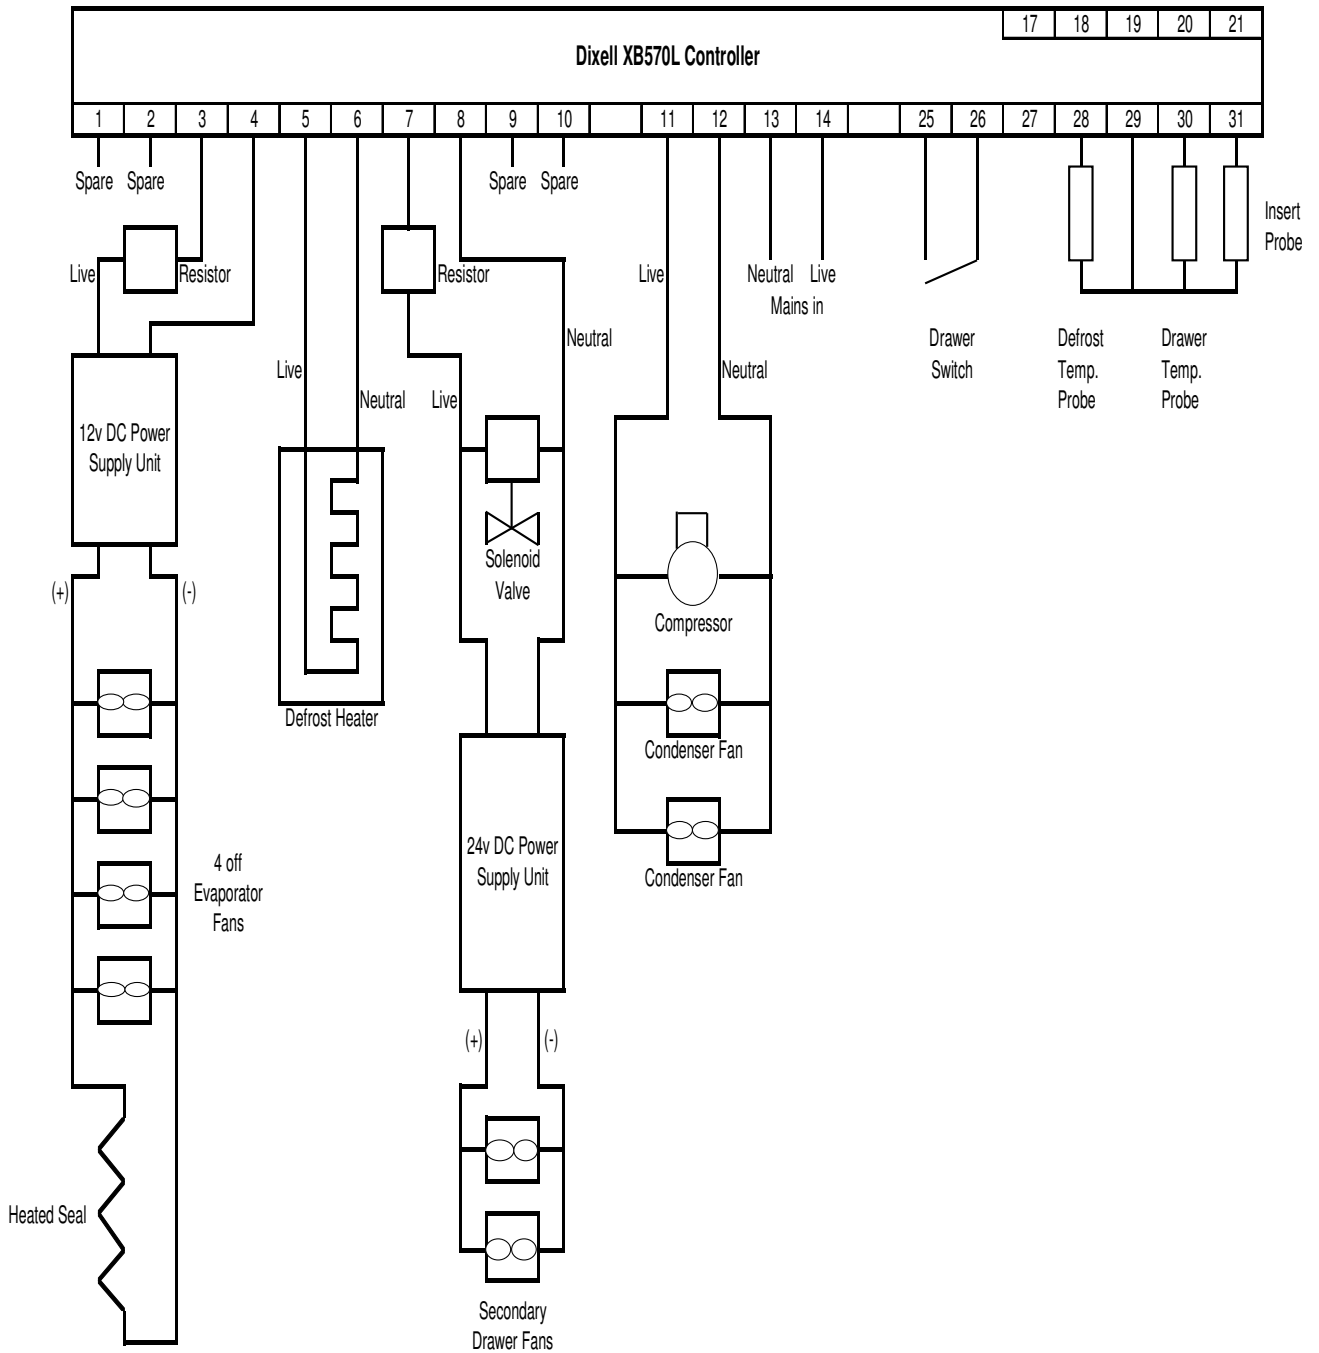 17 18 19 20 21
Dixell XB570L Controller
1 2 3 4 5 6 7 8 9 10 11 12 13 14 25 26 27 28 29 30 31
Spare Spare Spare Spare
Insert
Probe
Live Resistor Resistor Live Neutral Live
Mains in
Neutral
Drawer
Switch
Defrost
Temp.
Probe
Drawer
Temp.
Probe
Live
Neutral
Live
Neutral
12v DC Power
Supply Unit
Solenoid
Valve
(+) (-)
Compressor
Defrost Heater
Condenser Fan
24v DC Power
Supply Unit
Condenser Fan
4 off
Evaporator
Fans
(+) (-)
Heated Seal
Secondary
Drawer Fans